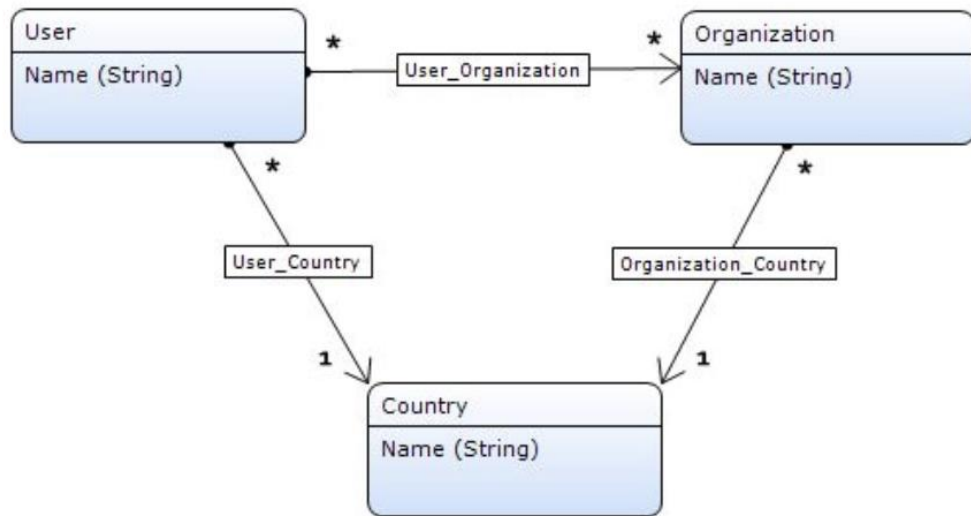 User
Name (String)
*
User_Organization
*
Organization
Name (String)
*
User_Country
1
*
Organization_Country
1
Country
Name (String)